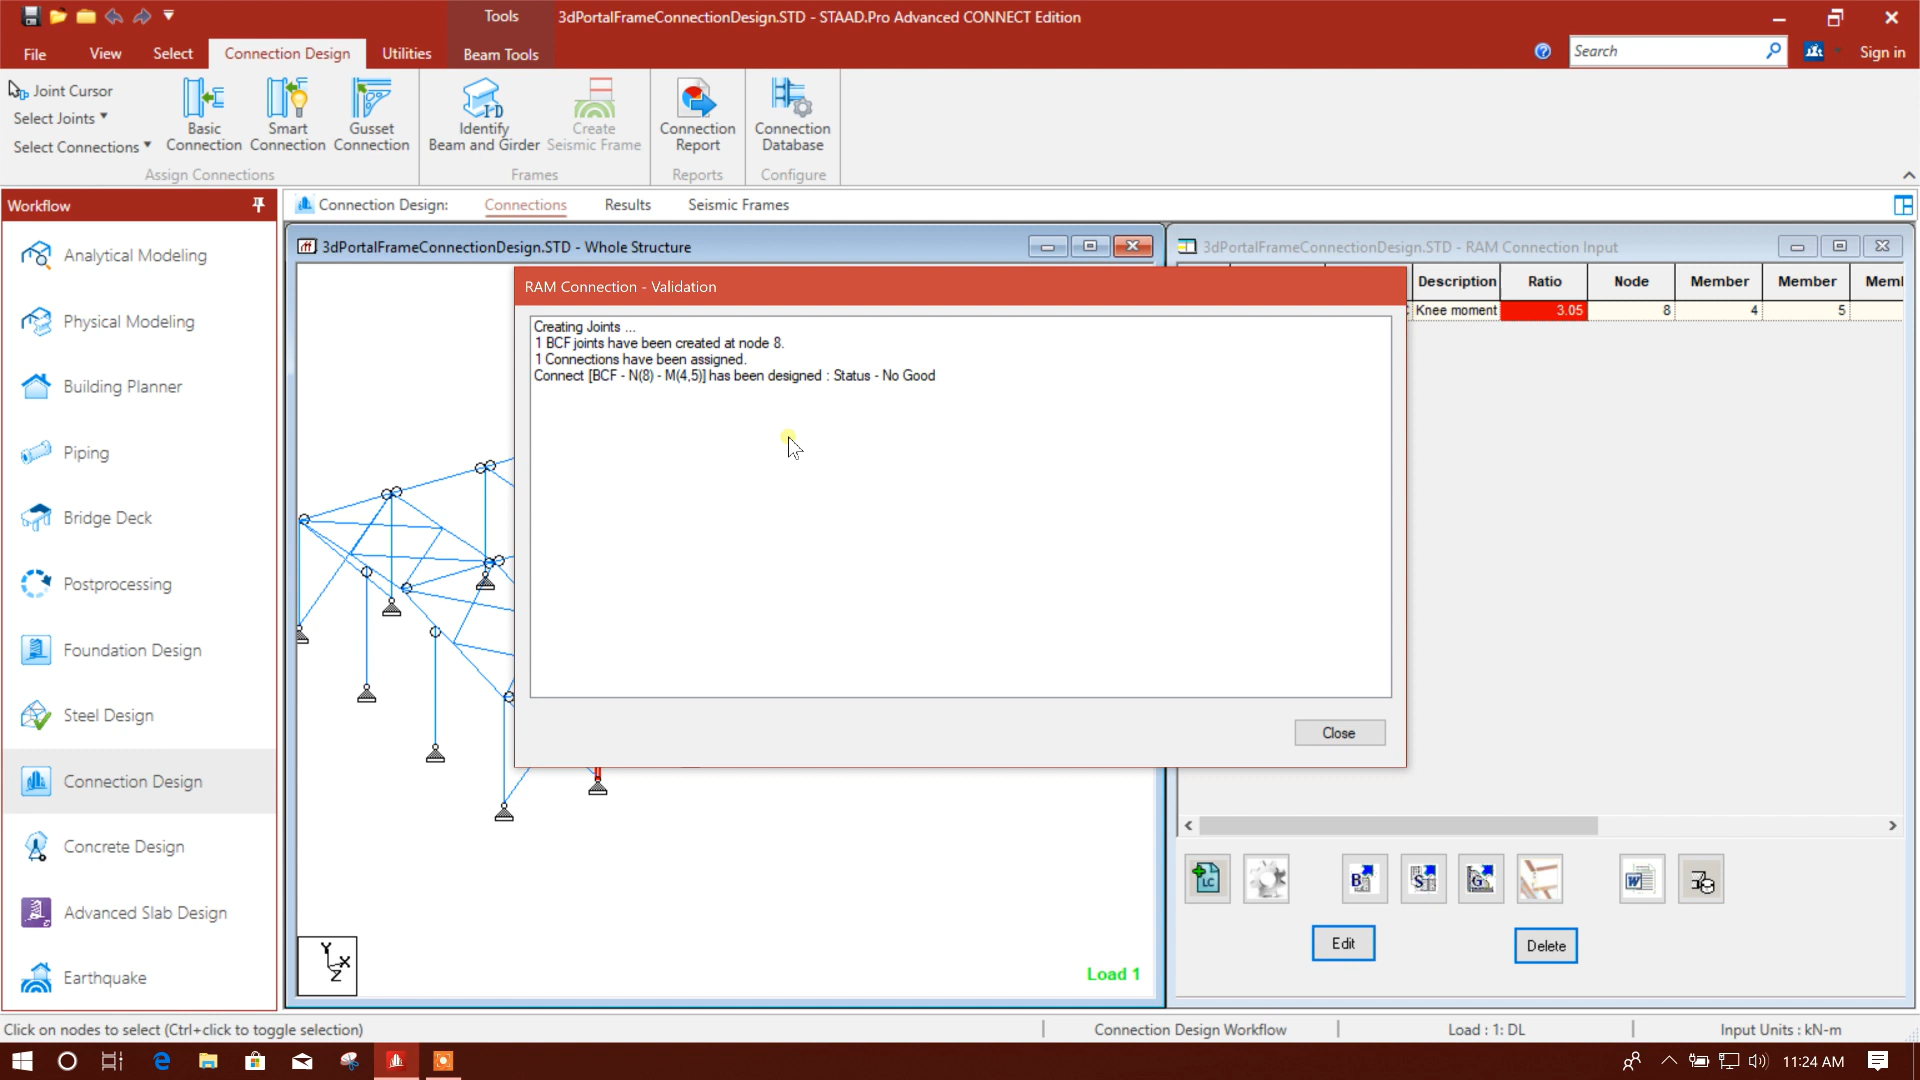 Tools
3dPortalFrameConnectionDesign.STD - STAAD.Pro Advanced CONNECT Edition
File
View
Select
Connection Design
Utilities
Beam Tools
Search
Sign in
Joint Cursor
Select Joints
Select Connections
Basic Connection
Smart Connection
Gusset Connection
Identify Beam and Girder
Create Seismic Frame
Connection Report
Connection Database
Assign Connections
Frames
Reports
Configure
Workflow
Connection Design:
Connections
Results
Seismic Frames
Analytical Modeling
Physical Modeling
Building Planner
Piping
Bridge Deck
Postprocessing
Foundation Design
Steel Design
Connection Design
Concrete Design
Advanced Slab Design
Earthquake
3dPortalFrameConnectionDesign.STD - Whole Structure
3dPortalFrameConnectionDesign.STD - RAM Connection Input
Description Ratio Node Member Member Meml
Knee moment 3.05 8 4 5
RAM Connection - Validation
Creating Joints ...
1 BCF joints have been created at node 8.
1 Connections have been assigned.
Connect [BCF - N(8) - M(4,5)] has been designed : Status - No Good
Close
Y
X
Z
Load 1
LC
B
S
G
W
Edit
Delete
Click on nodes to select (Ctrl+click to toggle selection)
Connection Design Workflow
Load : 1: DL
Input Units : kN-m
11:24 AM